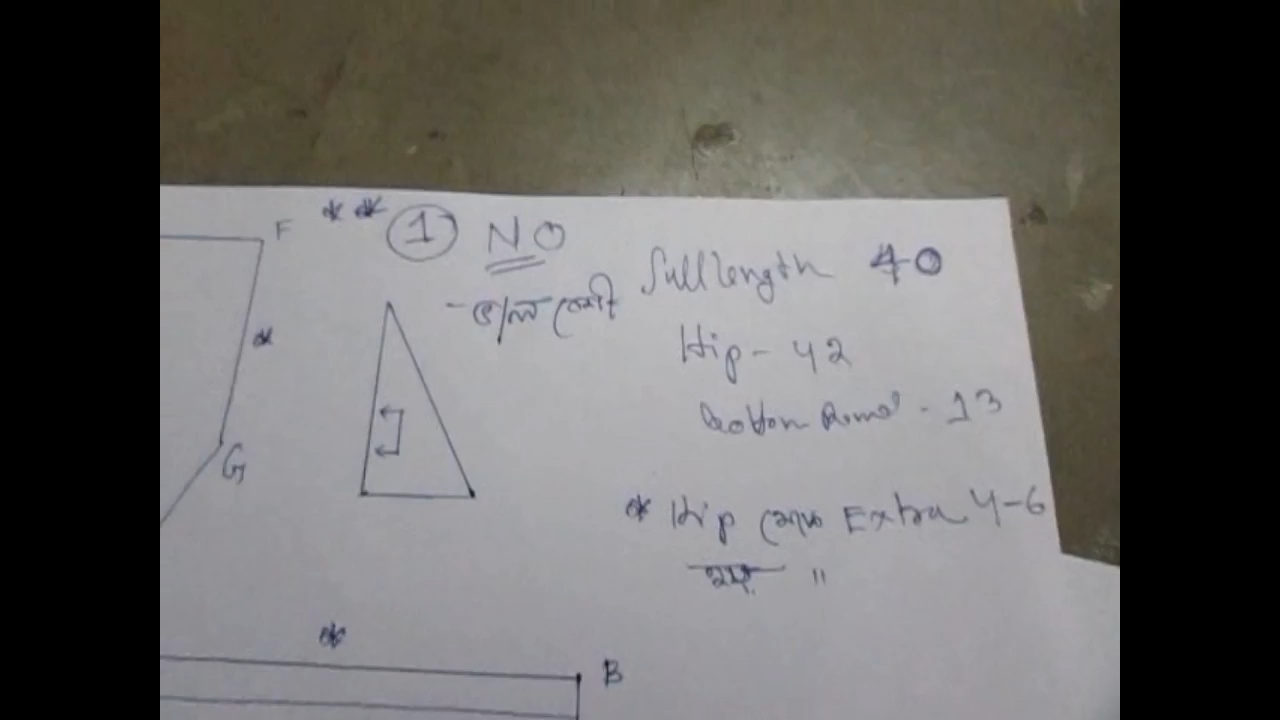 F
** ① NO
full length 40
Hip - 42
Bottom Round - 13
G
* Hip থেকে Extra 4-6
"
*
B